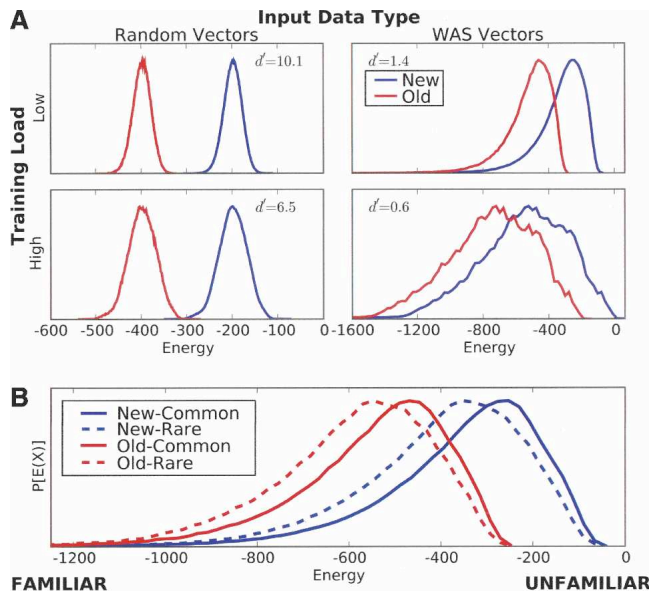 A
Input Data Type
Random Vectors
WAS Vectors
Training Load
Low
d′=10.1
d′=1.4
New
Old
High
d′=6.5
d′=0.6
-600 -500 -400 -300 -200 -100 0
-1600 -1200 -800 -400 0
Energy
Energy
B
New-Common
New-Rare
Old-Common
Old-Rare
P[E(X)]
-1200 -1000 -800 -600 -400 -200 0
FAMILIAR
Energy
UNFAMILIAR